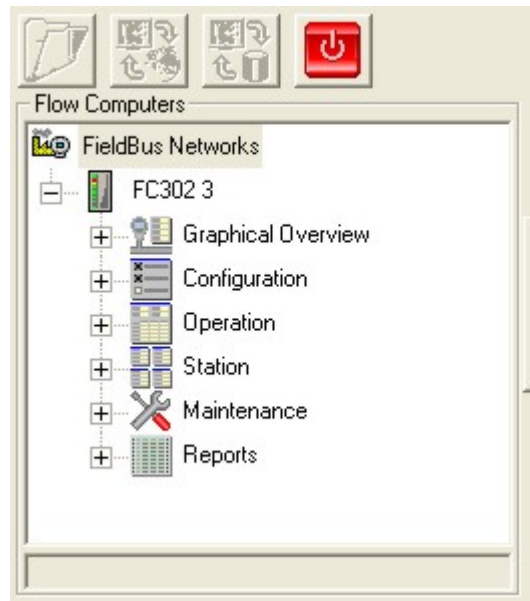 Flow Computers
FieldBus Networks
FC302 3
Graphical Overview
Configuration
Operation
Station
Maintenance
Reports